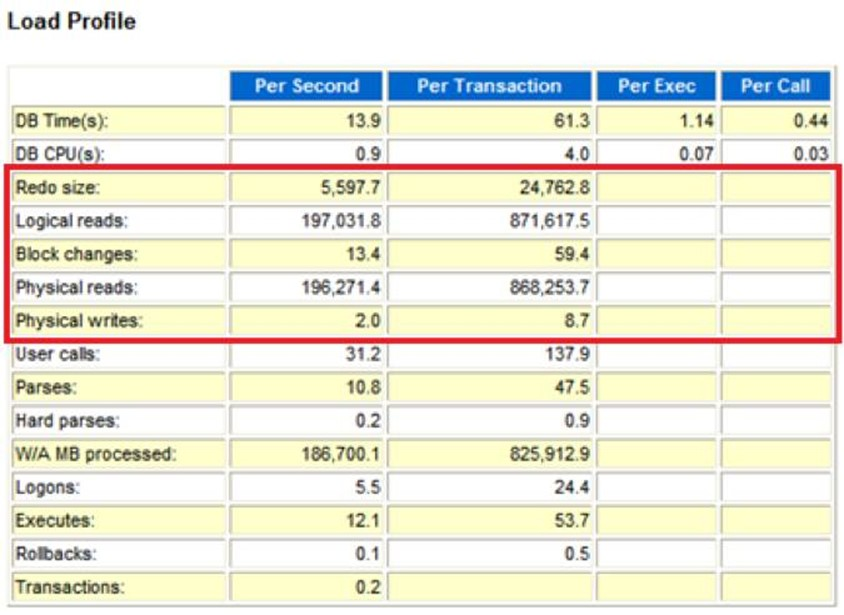 Load Profile
Per Second Per Transaction Per Exec Per Call
DB Time(s): 13.9 61.3 1.14 0.44
DB CPU(s): 0.9 4.0 0.07 0.03
Redo size: 5,597.7 24,762.8
Logical reads: 197,031.8 871,617.5
Block changes: 13.4 59.4
Physical reads: 196,271.4 868,253.7
Physical writes: 2.0 8.7
User calls: 31.2 137.9
Parses: 10.8 47.5
Hard parses: 0.2 0.9
W/A MB processed: 186,700.1 825,912.9
Logons: 5.5 24.4
Executes: 12.1 53.7
Rollbacks: 0.1 0.5
Transactions: 0.2